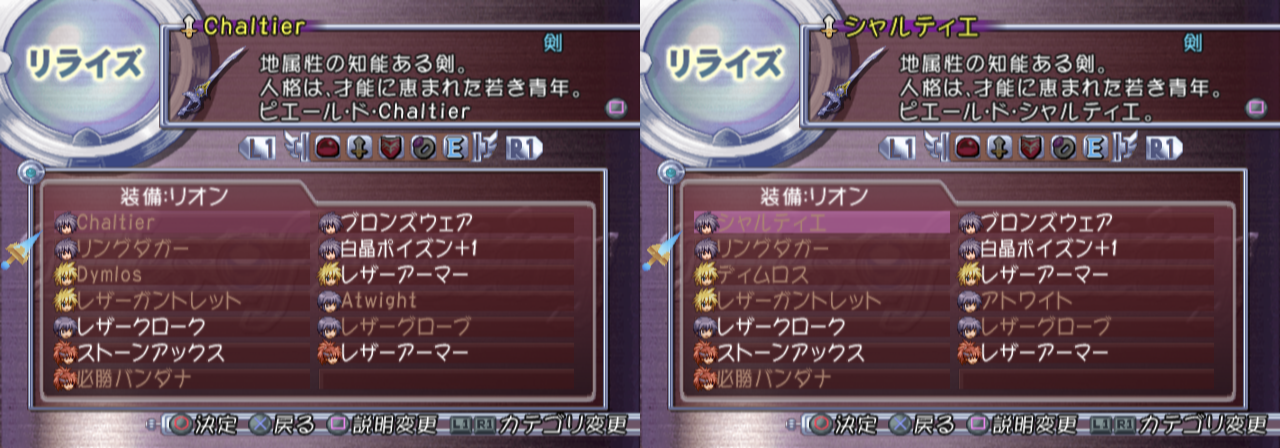 Chaltier
剣
リライズ
地属性の知能ある剣。
人格は、才能に恵まれた若き青年。
ピエール・ド・Chaltier
L1 E R1
装備:リオン
Chaltier ブロンズウェア
リングダガー 白晶ポイズン+1
Dymlos レザーアーマー
レザーガントレット Atwight
レザークローク レザーグローブ
ストーンアックス レザーアーマー
必勝バンダナ
決定 戻る 説明変更 L1 R1 カテゴリ変更
シャルティエ
剣
リライズ
地属性の知能ある剣。
人格は、才能に恵まれた若き青年。
ピエール・ド・シャルティエ。
L1 E R1
装備:リオン
シャルティエ ブロンズウェア
リングダガー 白晶ポイズン+1
ディムロス レザーアーマー
レザーガントレット アトワイト
レザークローク レザーグローブ
ストーンアックス レザーアーマー
必勝バンダナ
決定 戻る 説明変更 L1 R1 カテゴリ変更